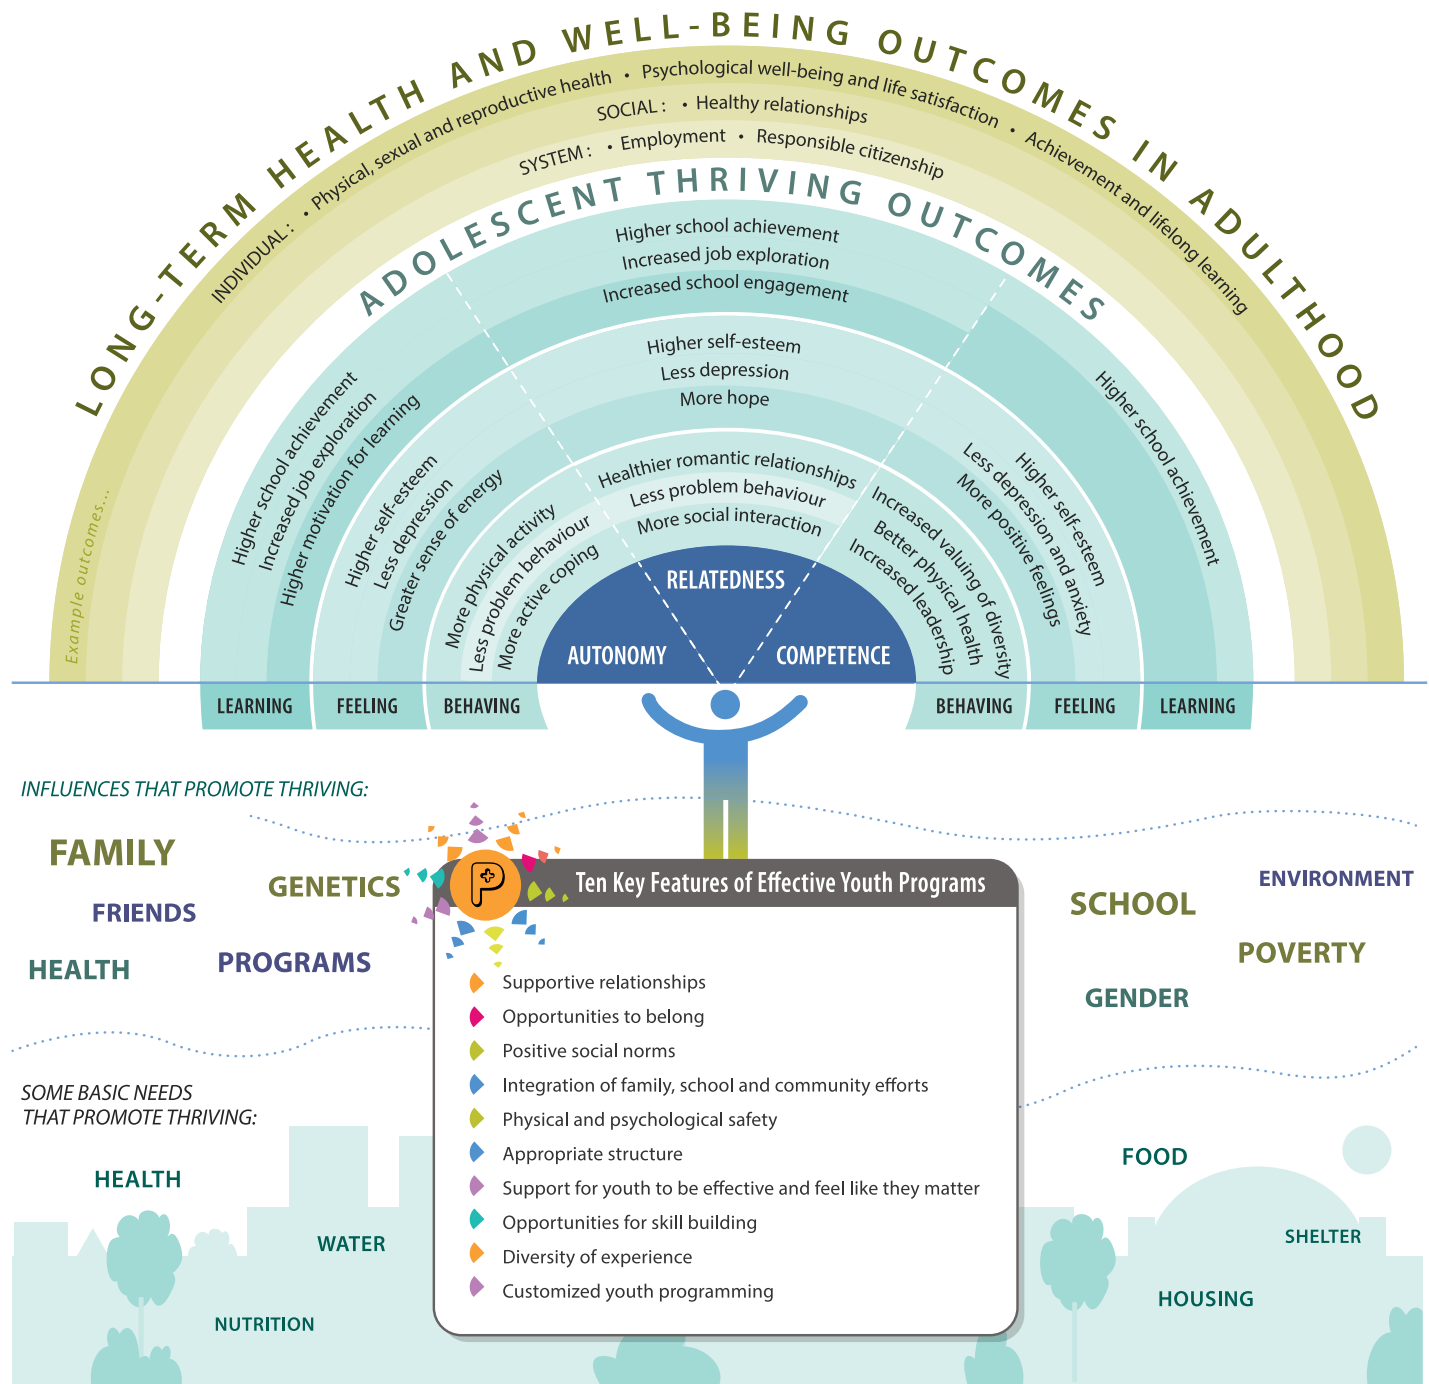 LONG-TERM HEALTH AND WELL-BEING OUTCOMES IN ADULTHOOD
INDIVIDUAL : • Physical, sexual and reproductive health • Psychological well-being and life satisfaction • Achievement and lifelong learning
SOCIAL : • Healthy relationships
SYSTEM : • Employment • Responsible citizenship
Example outcomes...
ADOLESCENT THRIVING OUTCOMES
Higher school achievement
Increased job exploration
Higher motivation for learning
Higher self-esteem
Less depression
Greater sense of energy
More physical activity
Less problem behaviour
More active coping
Higher school achievement
Increased job exploration
Increased school engagement
Higher self-esteem
Less depression
More hope
Healthier romantic relationships
Less problem behaviour
More social interaction
Higher school achievement
Higher self-esteem
Less depression and anxiety
More positive feelings
Increased valuing of diversity
Better physical health
Increased leadership
RELATEDNESS
AUTONOMY
COMPETENCE
LEARNING
FEELING
BEHAVING
BEHAVING
FEELING
LEARNING
INFLUENCES THAT PROMOTE THRIVING:
FAMILY
GENETICS
FRIENDS
PROGRAMS
HEALTH
ENVIRONMENT
SCHOOL
POVERTY
GENDER
P
Ten Key Features of Effective Youth Programs
Supportive relationships
Opportunities to belong
Positive social norms
Integration of family, school and community efforts
Physical and psychological safety
Appropriate structure
Support for youth to be effective and feel like they matter
Opportunities for skill building
Diversity of experience
Customized youth programming
SOME BASIC NEEDS
THAT PROMOTE THRIVING:
HEALTH
WATER
NUTRITION
FOOD
SHELTER
HOUSING